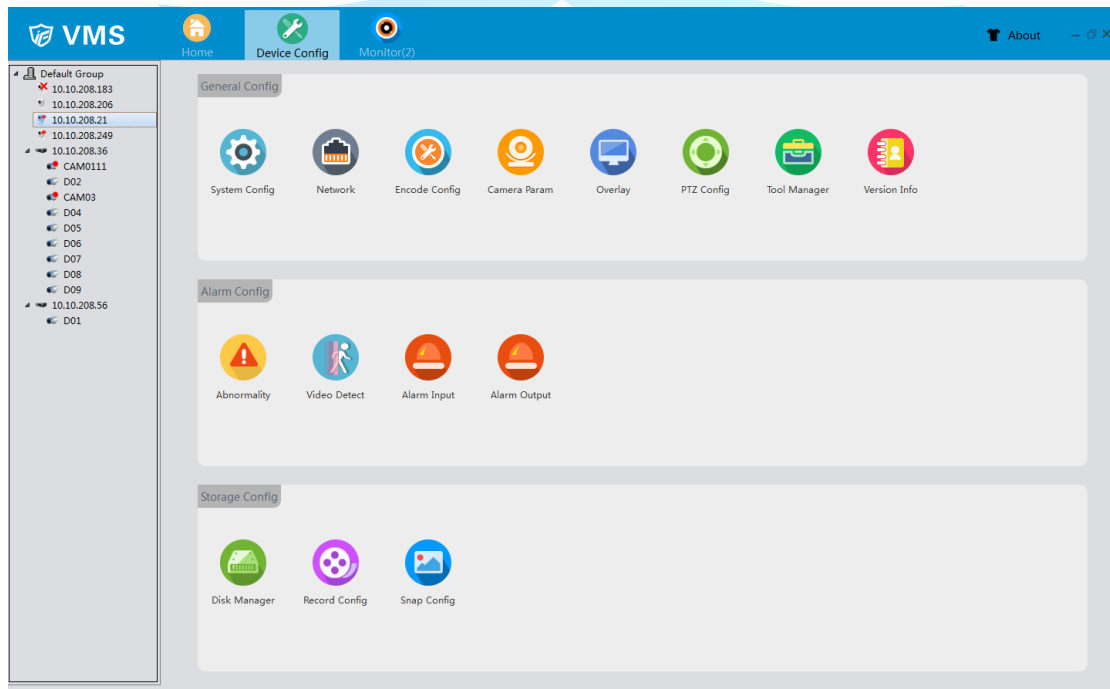 VMS
Home
Device Config
Monitor(2)
About
Default Group
10.10.208.183
10.10.208.206
10.10.208.21
10.10.208.249
10.10.208.36
CAM0111
D02
CAM03
D04
D05
D06
D07
D08
D09
10.10.208.56
D01
General Config
System Config
Network
Encode Config
Camera Param
Overlay
PTZ Config
Tool Manager
Version Info
Alarm Config
Abnormality
Video Detect
Alarm Input
Alarm Output
Storage Config
Disk Manager
Record Config
Snap Config